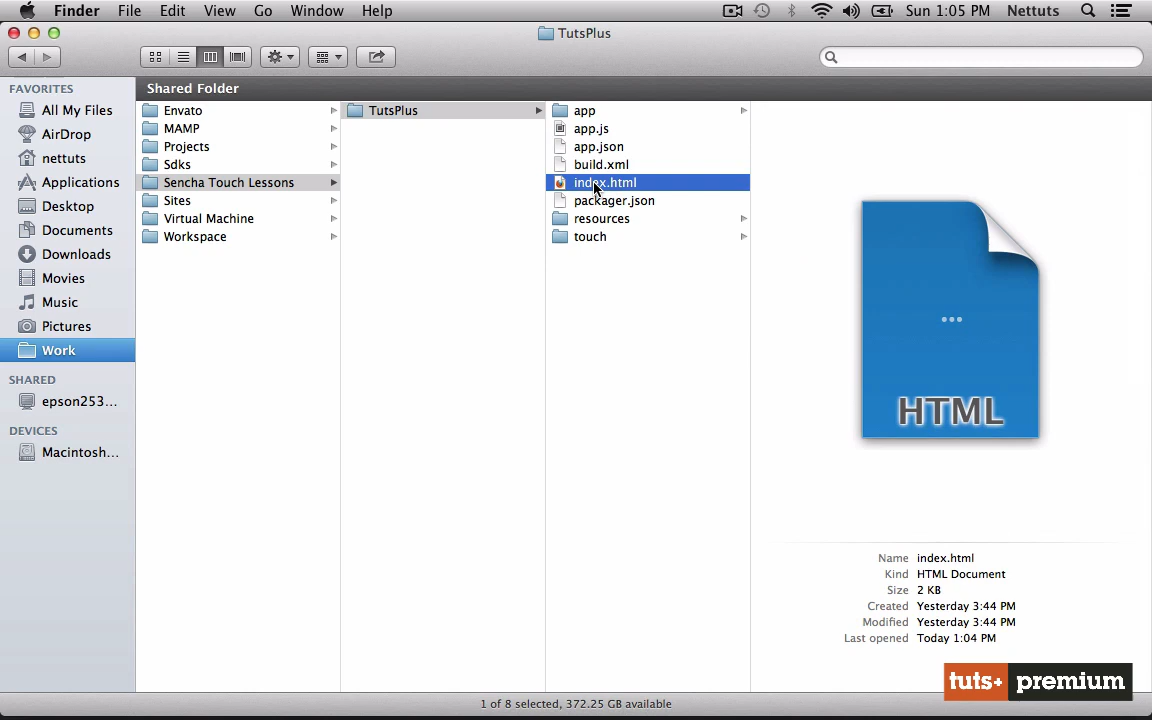 Finder File Edit View Go Window Help Sun 1:05 PM Nettuts
TutsPlus
FAVORITES
All My Files
AirDrop
nettuts
Applications
Desktop
Documents
Downloads
Movies
Music
Pictures
Work
SHARED
epson253...
DEVICES
Macintosh...
Shared Folder
Envato
MAMP
Projects
Sdks
Sencha Touch Lessons
Sites
Virtual Machine
Workspace
TutsPlus
app
app.js
app.json
build.xml
index.html
packager.json
resources
touch
HTML
Name index.html
Kind HTML Document
Size 2 KB
Created Yesterday 3:44 PM
Modified Yesterday 3:44 PM
Last opened Today 1:04 PM
tuts+ premium
1 of 8 selected, 372.25 GB available